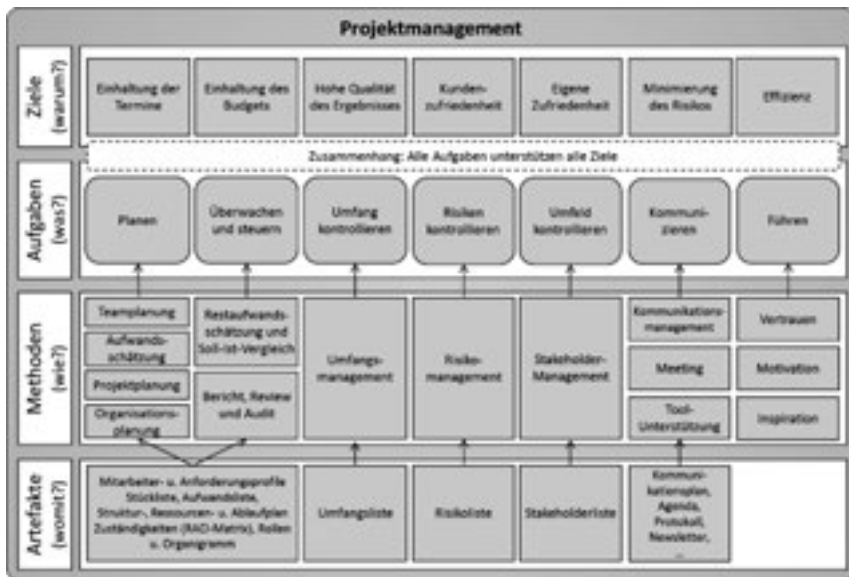 Projektmanagement
Ziele
(warum?)
Einhaltung der
Termine
Einhaltung des
Budgets
Hohe Qualität
des Ergebnisses
Kunden-
zufriedenheit
Eigene
Zufriedenheit
Minimierung
des Risikos
Effizienz
Zusammenhang: Alle Aufgaben unterstützen alle Ziele
Aufgaben
(was?)
Planen
Überwachen
und steuern
Umfang
kontrollieren
Risiken
kontrollieren
Umfeld
kontrollieren
Kommuni-
zieren
Führen
Methoden
(wie?)
Teamplanung
Aufwands-
schätzung
Projektplanung
Organisations-
planung
Restaufwands-
schätzung und
Soll-Ist-Vergleich
Bericht, Review
und Audit
Umfangs-
management
Risiko-
management
Stakeholder-
Management
Kommunikations-
management
Meeting
Tool-
Unterstützung
Vertrauen
Motivation
Inspiration
Artefakte
(womit?)
Mitarbeiter- u. Anforderungsprofile
Stückliste, Aufwandsliste,
Struktur-, Ressourcen- u. Ablaufplan
Zuständigkeiten (RACI-Matrix), Rollen
u. Organigramm
Umfangsliste
Risikoliste
Stakeholderliste
Kommuni-
kationsplan,
Agenda,
Protokoll,
Newsletter,
...